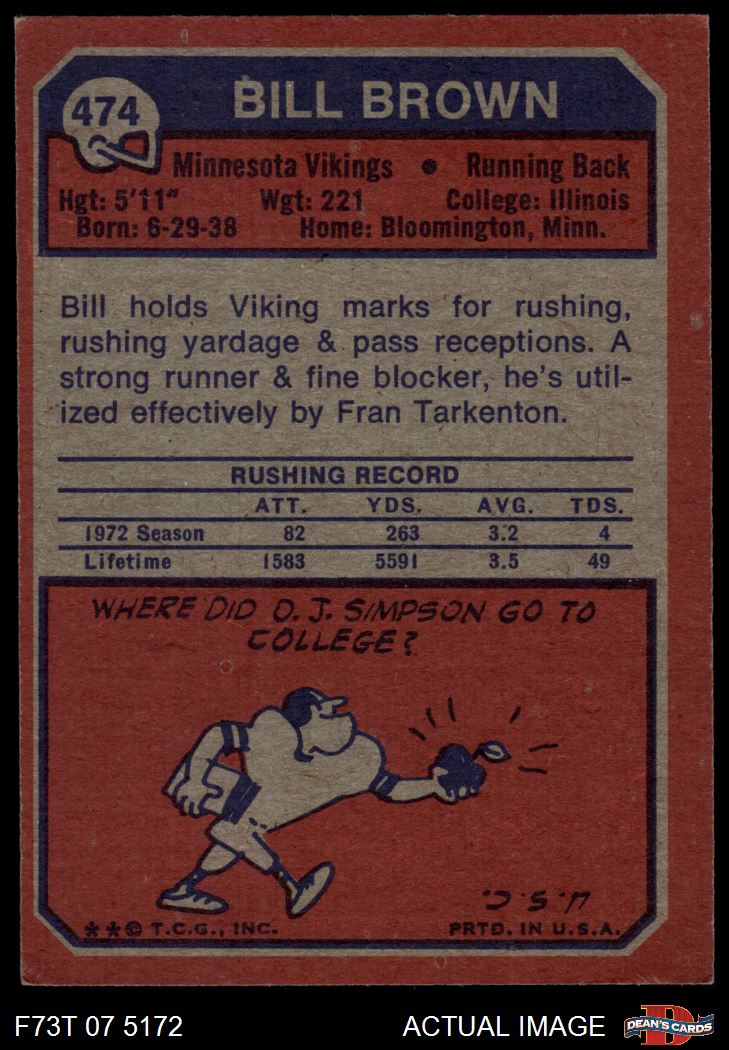 474
BILL BROWN
Minnesota Vikings • Running Back
Hgt: 5'11" Wgt: 221 College: Illinois
Born: 6-29-38 Home: Bloomington, Minn.
Bill holds Viking marks for rushing,
rushing yardage & pass receptions. A
strong runner & fine blocker, he's util-
ized effectively by Fran Tarkenton.
RUSHING RECORD
ATT. YDS. AVG. TDS.
1972 Season 82 263 3.2 4
Lifetime 1583 5591 3.5 49
WHERE DID O. J. SIMPSON GO TO
COLLEGE?
U.S.C.
**© T.C.G., INC. PRTD. IN U.S.A.
F73T 07 5172 ACTUAL IMAGE
D
DEAN'S CARDS